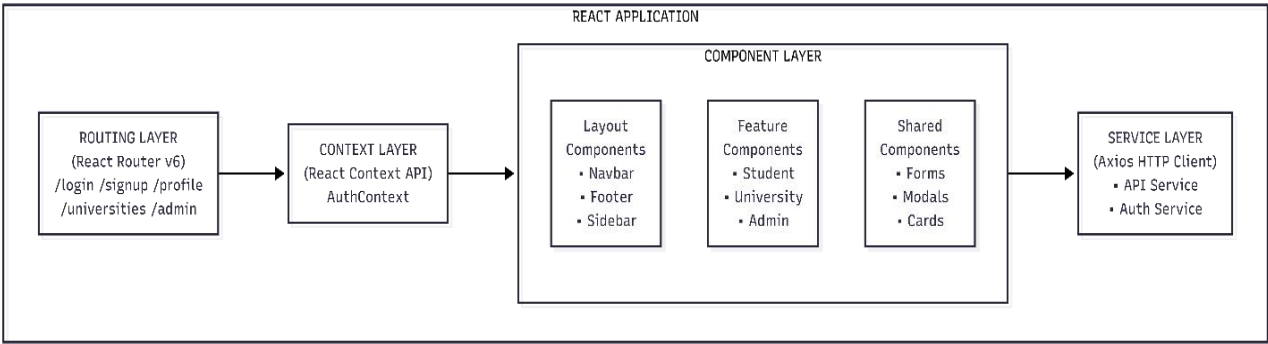 REACT APPLICATION
ROUTING LAYER
(React Router v6)
/login /signup /profile
/universities /admin
CONTEXT LAYER
(React Context API)
AuthContext
COMPONENT LAYER
Layout
Components
▪ Navbar
▪ Footer
▪ Sidebar
Feature
Components
▪ Student
▪ University
▪ Admin
Shared
Components
▪ Forms
▪ Modals
▪ Cards
SERVICE LAYER
(Axios HTTP Client)
▪ API Service
▪ Auth Service